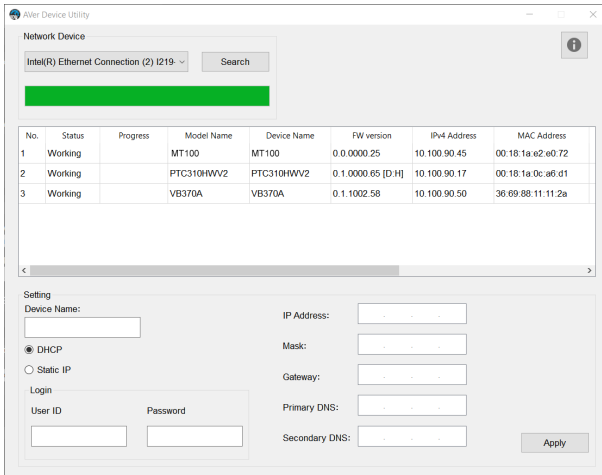 AVer Device Utility
Network Device
Intel(R) Ethernet Connection (2) I219-
Search
No. Status Progress Model Name Device Name FW version IPv4 Address MAC Address
1 Working MT100 MT100 0.0.0000.25 10.100.90.45 00:18:1a:e2:e0:72
2 Working PTC310HWV2 PTC310HWV2 0.1.0000.65 [D:H] 10.100.90.17 00:18:1a:0c:a6:d1
3 Working VB370A VB370A 0.1.1002.58 10.100.90.50 36:69:88:11:11:2a
Setting
Device Name:
DHCP
Static IP
Login
User ID Password
IP Address:
Mask:
Gateway:
Primary DNS:
Secondary DNS:
Apply